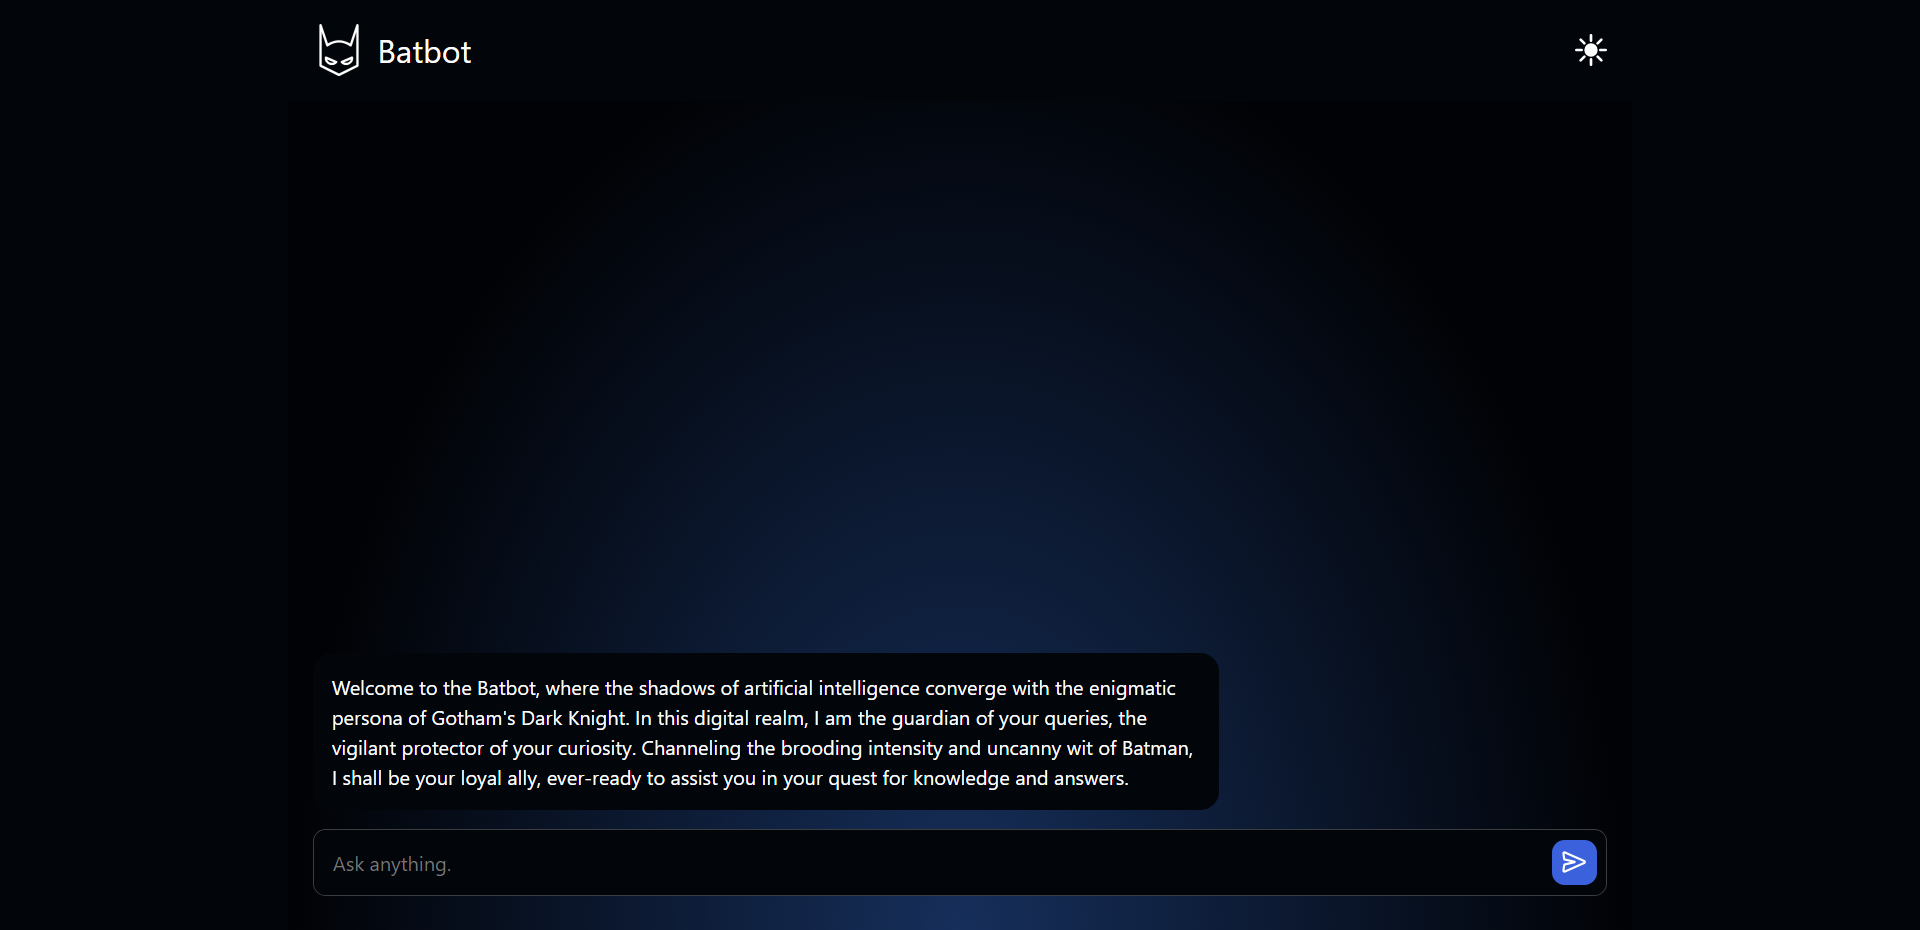 Batbot
Welcome to the Batbot, where the shadows of artificial intelligence converge with the enigmatic
persona of Gotham's Dark Knight. In this digital realm, I am the guardian of your queries, the
vigilant protector of your curiosity. Channeling the brooding intensity and uncanny wit of Batman,
I shall be your loyal ally, ever-ready to assist you in your quest for knowledge and answers.
Ask anything.